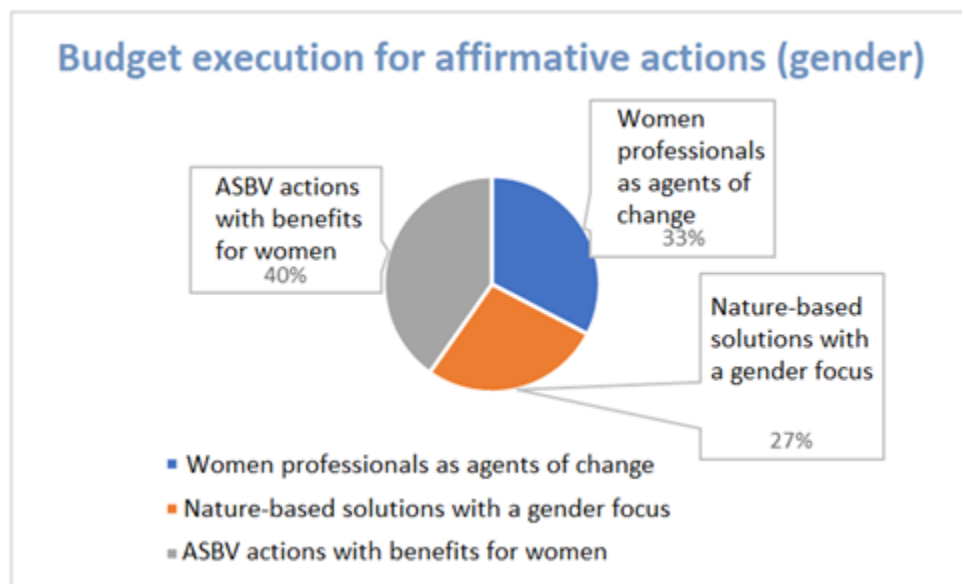 Budget execution for affirmative actions (gender)
Women
professionals
as agents of
change
33%
ASBV actions
with benefits
for women
40%
Nature-based
solutions with
a gender focus
27%
Women professionals as agents of change
Nature-based solutions with a gender focus
ASBV actions with benefits for women